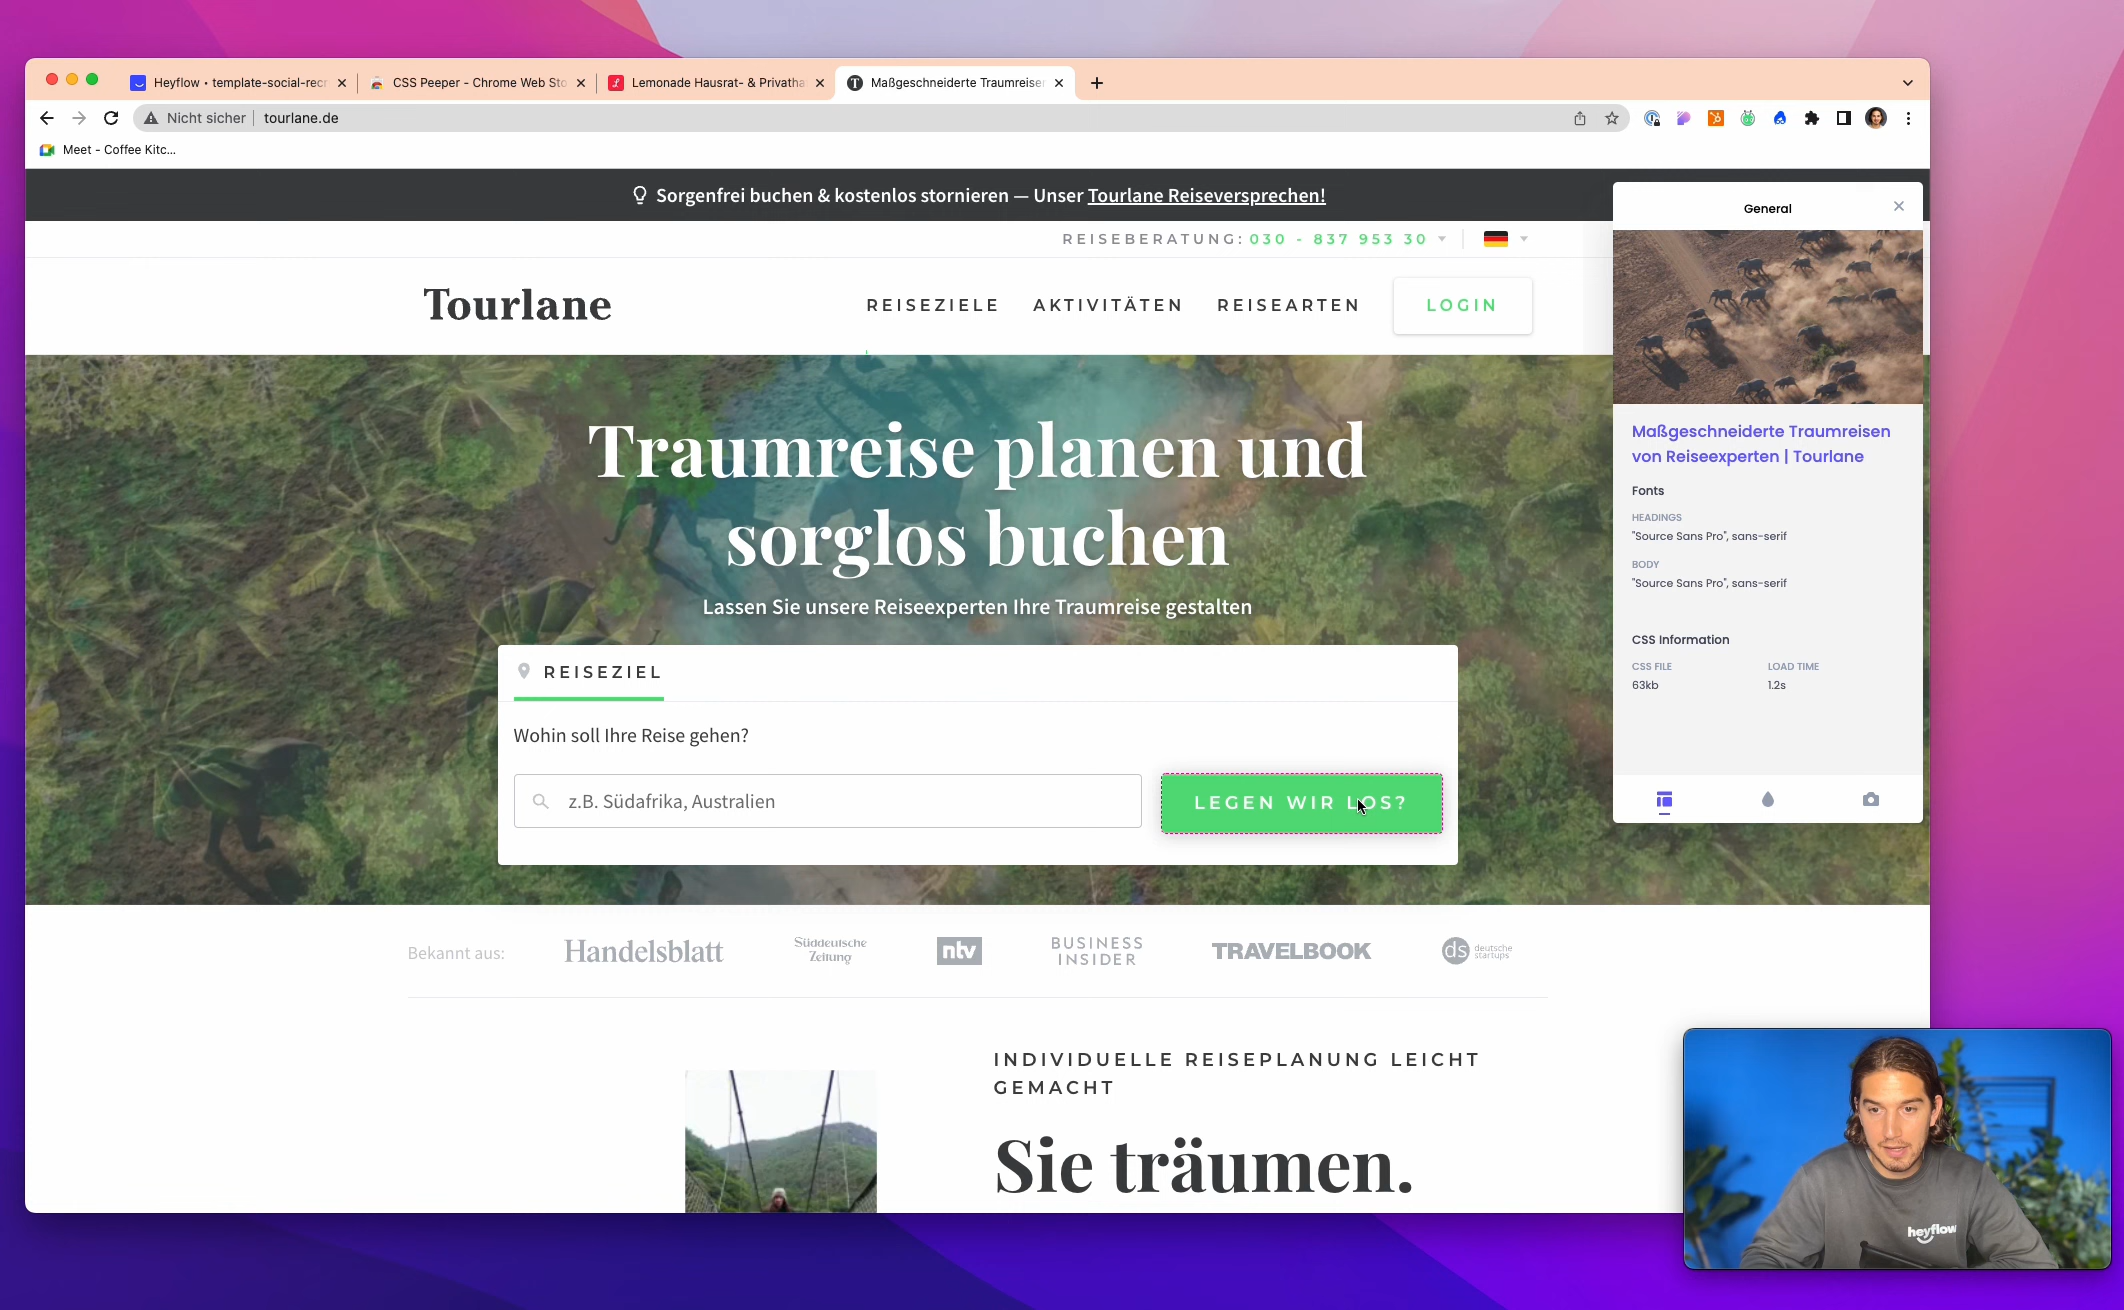 Heyflow • template-social-recr
CSS Peeper - Chrome Web Sto
Lemonade Hausrat- & Privatha
Maßgeschneiderte Traumreisen
Nicht sicher
tourlane.de
Meet - Coffee Kitc...
Sorgenfrei buchen & kostenlos stornieren — Unser Tourlane Reiseversprechen!
REISEBERATUNG: 030 - 837 953 30
Tourlane
REISEZIELE
AKTIVITÄTEN
REISEARTEN
LOGIN
Traumreise planen und
sorglos buchen
Lassen Sie unsere Reiseexperten Ihre Traumreise gestalten
REISEZIEL
Wohin soll Ihre Reise gehen?
z.B. Südafrika, Australien
LEGEN WIR LOS?
Bekannt aus:
Handelsblatt
Süddeutsche
Zeitung
ntv
BUSINESS
INSIDER
TRAVELBOOK
ds
deutsche
startups
INDIVIDUELLE REISEPLANUNG LEICHT
GEMACHT
Sie träumen.
General
Maßgeschneiderte Traumreisen
von Reiseexperten | Tourlane
Fonts
HEADINGS
"Source Sans Pro", sans-serif
BODY
"Source Sans Pro", sans-serif
CSS Information
CSS FILE
LOAD TIME
63kb
1.2s
heyflow